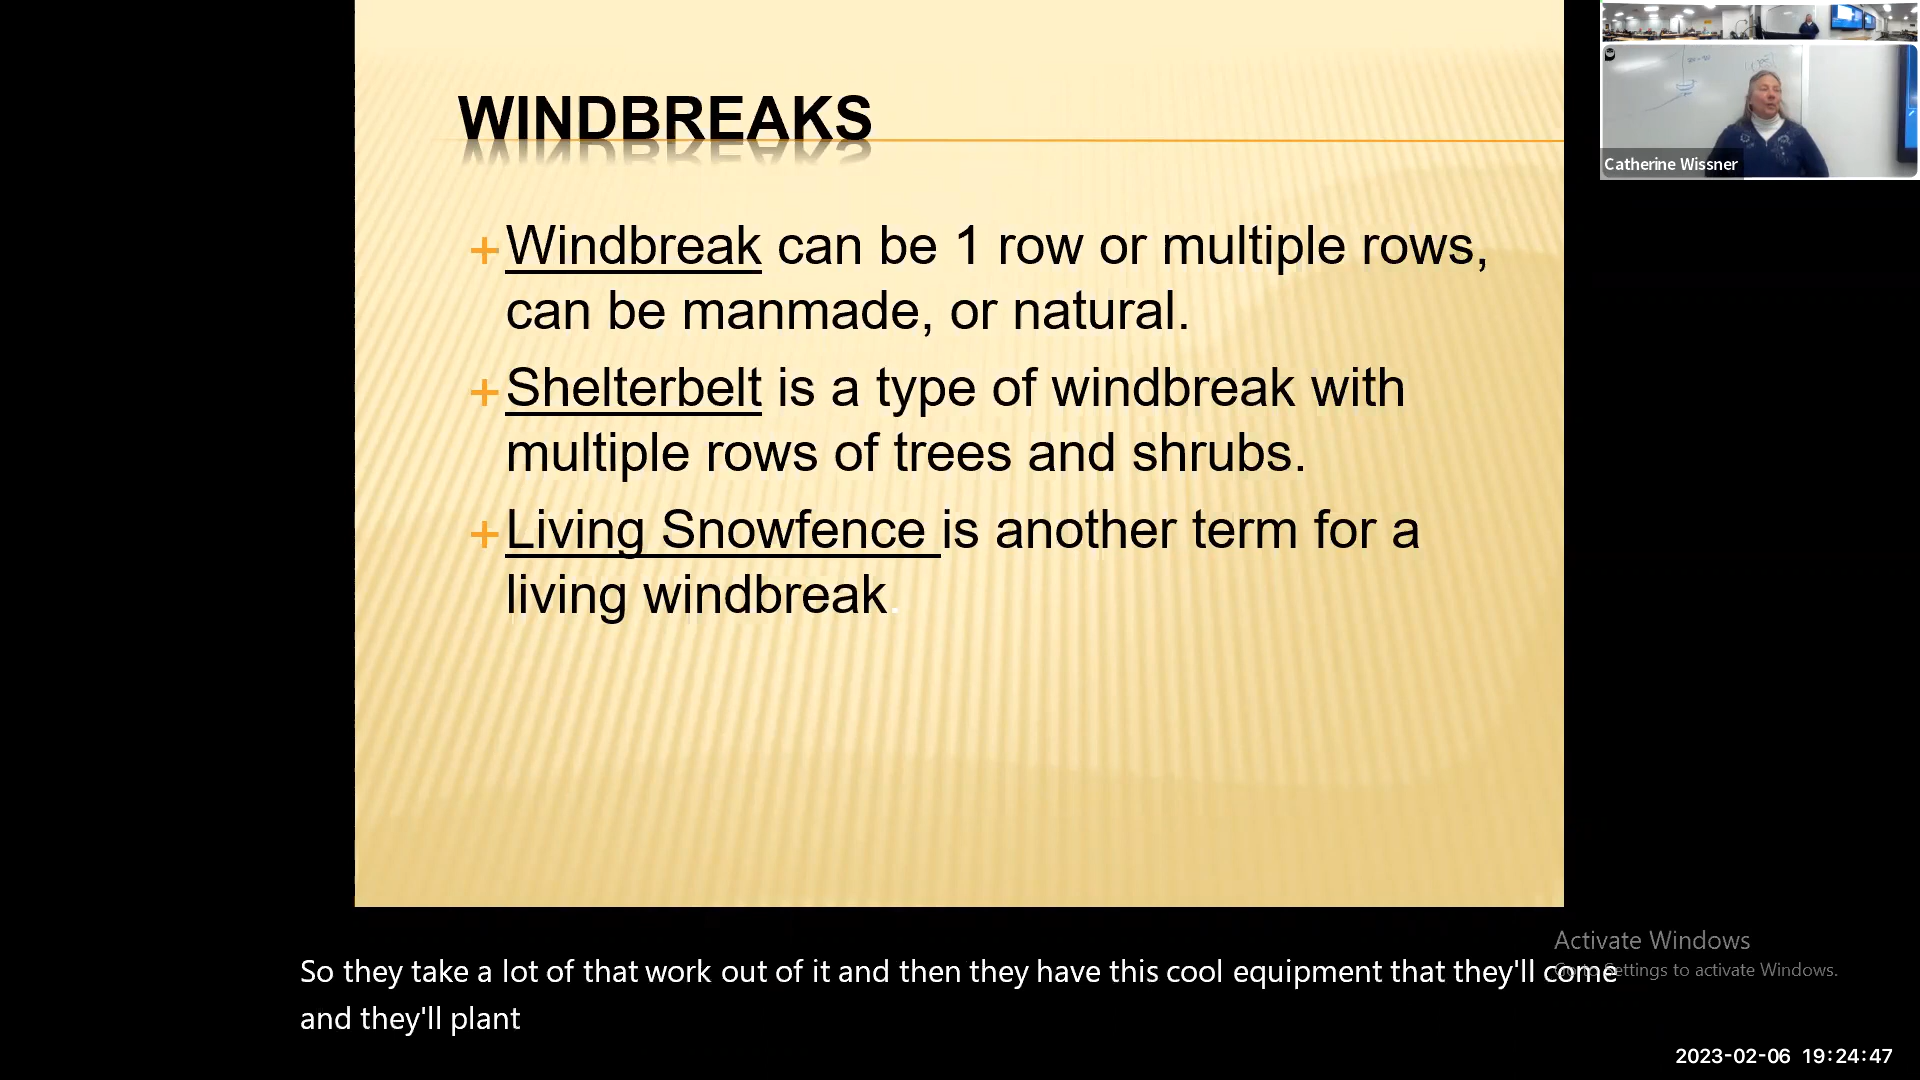 WINDBREAKS
Windbreak can be 1 row or multiple rows,
can be manmade, or natural.
Shelterbelt is a type of windbreak with
multiple rows of trees and shrubs.
Living Snowfence is another term for a
living windbreak.
Catherine Wissner
So they take a lot of that work out of it and then they have this cool equipment that they'll come
and they'll plant
Activate Windows
Go to Settings to activate Windows.
2023-02-06 19:24:47